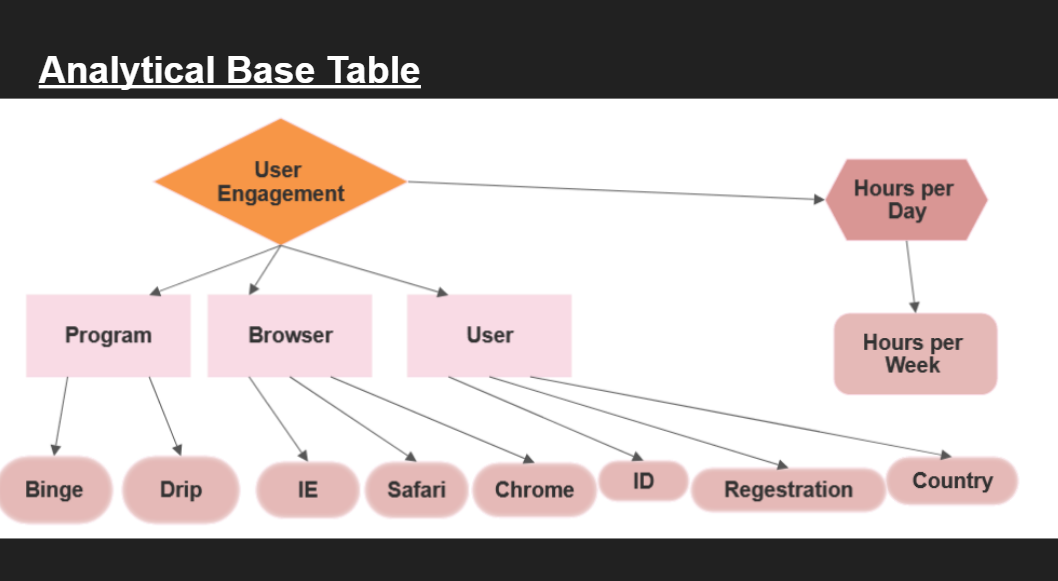 Analytical Base Table
User
Engagement
Hours per
Day
Program
Browser
User
Hours per
Week
Binge
Drip
IE
Safari
Chrome
ID
Regestration
Country